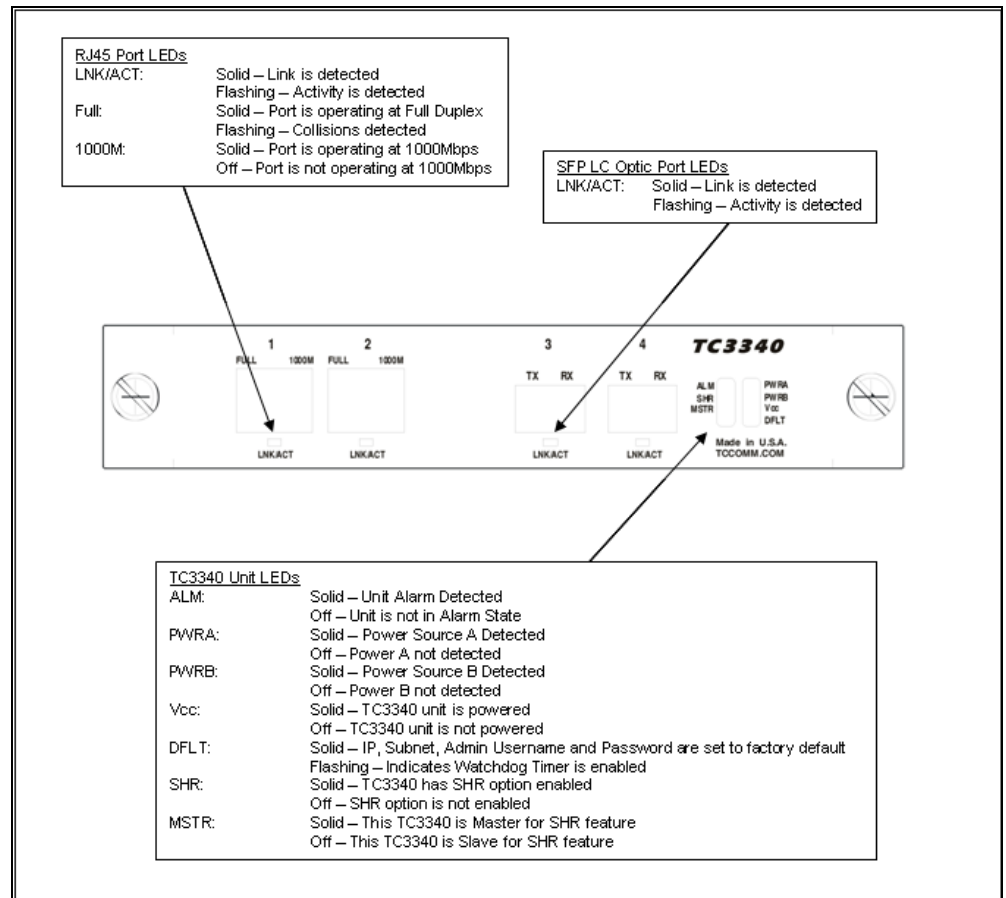 RJ45 Port LEDs
LNK/ACT: Solid – Link is detected
Flashing – Activity is detected
Full: Solid – Port is operating at Full Duplex
Flashing – Collisions detected
1000M: Solid – Port is operating at 1000Mbps
Off – Port is not operating at 1000Mbps
SFP LC Optic Port LEDs
LNK/ACT: Solid – Link is detected
Flashing – Activity is detected
1 2 3 4 TC3340
FULL 1000M FULL 1000M
TX RX TX RX
ALM PWRA
SHR PWRB
MSTR Vcc
DFLT
Made in U.S.A.
LNK/ACT LNK/ACT LNK/ACT LNK/ACT TCCOMM.COM
TC3340 Unit LEDs
ALM: Solid – Unit Alarm Detected
Off – Unit is not in Alarm State
PWRA: Solid – Power Source A Detected
Off – Power A not detected
PWRB: Solid – Power Source B Detected
Off – Power B not detected
Vcc: Solid – TC3340 unit is powered
Off – TC3340 unit is not powered
DFLT: Solid – IP, Subnet, Admin Username and Password are set to factory default
Flashing – Indicates Watchdog Timer is enabled
SHR: Solid – TC3340 has SHR option enabled
Off – SHR option is not enabled
MSTR: Solid – This TC3340 is Master for SHR feature
Off – This TC3340 is Slave for SHR feature